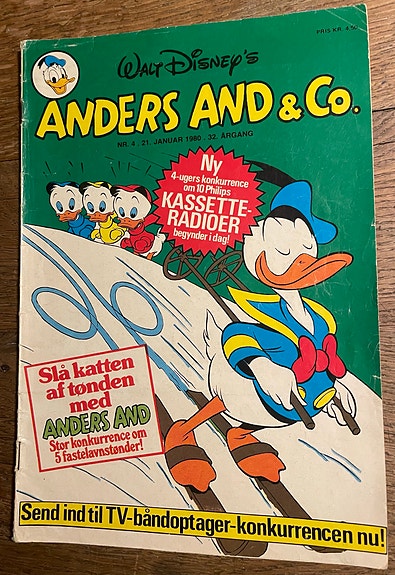 PRIS KR. 4.50
WALT DISNEY'S
ANDERS AND & Co.
NR. 4 . 21. JANUAR 1980 . 32. ÅRGANG
Ny
4-ugers konkurrence
om 10 Philips
KASSETTE-
RADIOER
begynder i dag!
Slå katten
af tønden
med
ANDERS AND
Stor konkurrence om
5 fastelavnstønder!
Send ind til TV-båndoptager-konkurrencen nu!